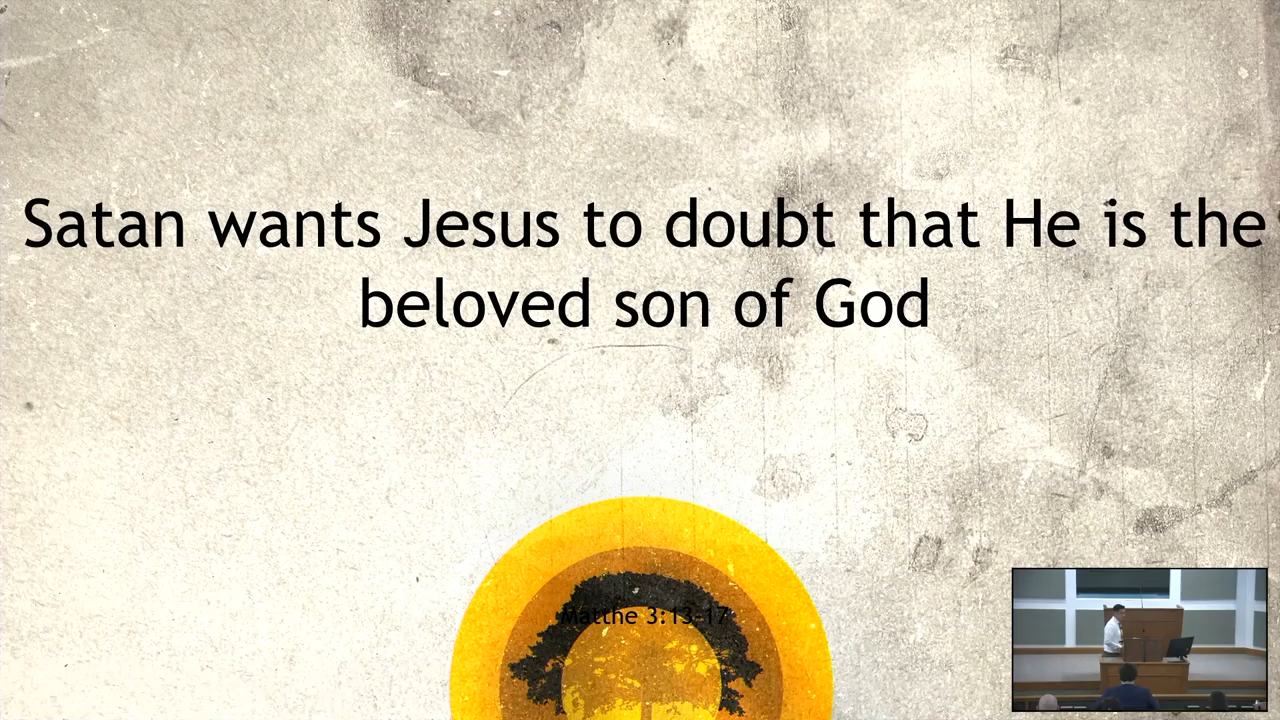 Satan wants Jesus to doubt that He is the
beloved son of God
Matthe 3:13-17